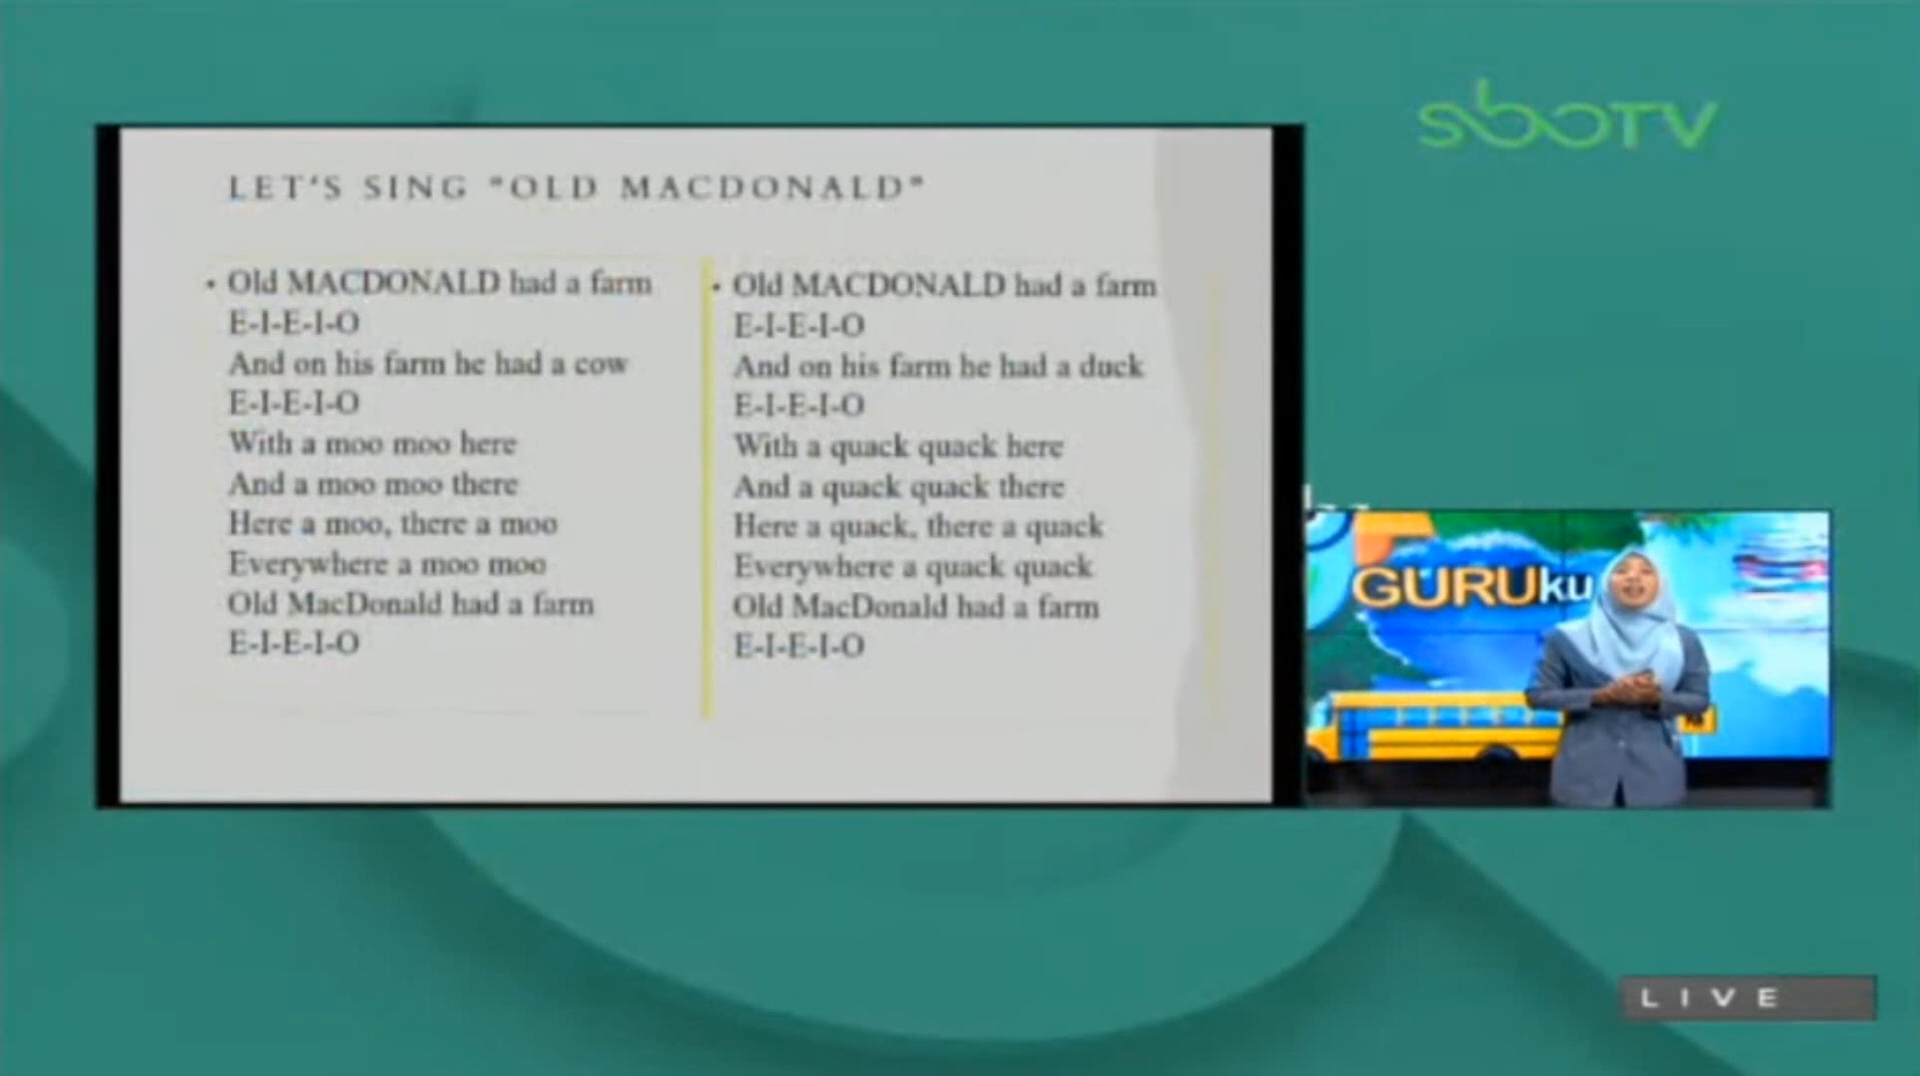 sboTV
LET'S SING "OLD MACDONALD"
• Old MACDONALD had a farm
E-I-E-I-O
And on his farm he had a cow
E-I-E-I-O
With a moo moo here
And a moo moo there
Here a moo, there a moo
Everywhere a moo moo
Old MacDonald had a farm
E-I-E-I-O
• Old MACDONALD had a farm
E-I-E-I-O
And on his farm he had a duck
E-I-E-I-O
With a quack quack here
And a quack quack there
Here a quack, there a quack
Everywhere a quack quack
Old MacDonald had a farm
E-I-E-I-O
GURUku
LIVE